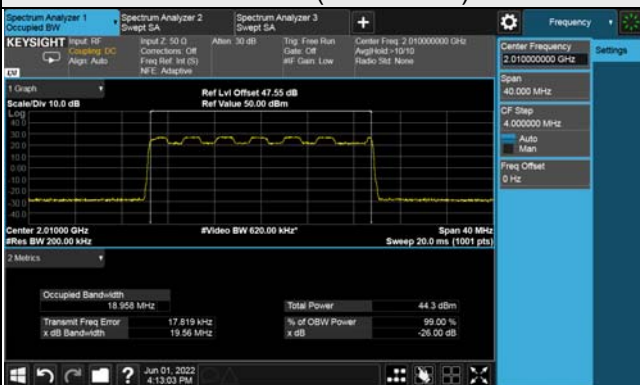 Spectrum Analyzer 1
Occupied BW
Spectrum Analyzer 2
Swept SA
Spectrum Analyzer 3
Swept SA
+
Frequency
KEYSIGHT
Input: RF
Coupling: DC
Align: Auto
Input Z: 50 Ω
Corrections: Off
Freq Ref: Int (S)
NFE: Adaptive
Atten: 30 dB
Trig: Free Run
Gate: Off
#IF Gain: Low
Center Freq: 2.010000000 GHz
Avg|Hold:>10/10
Radio Std: None
Center Frequency
2.010000000 GHz
Settings
Span
40.000 MHz
CF Step
4.000000 MHz
Auto
Man
Freq Offset
0 Hz
LXI
1 Graph
Scale/Div 10.0 dB
Ref Lvl Offset 47.55 dB
Ref Value 50.00 dBm
Log
40.0
30.0
20.0
10.0
0.00
-10.0
-20.0
-30.0
-40.0
Center 2.01000 GHz
#Res BW 200.00 kHz
#Video BW 620.00 kHz*
Span 40 MHz
Sweep 20.0 ms (1001 pts)
2 Metrics
Occupied Bandwidth
18.958 MHz
Total Power 44.3 dBm
Transmit Freq Error 17.819 kHz
% of OBW Power 99.00 %
x dB Bandwidth 19.56 MHz
x dB -26.00 dB
?
Jun 01, 2022
4:13:03 PM